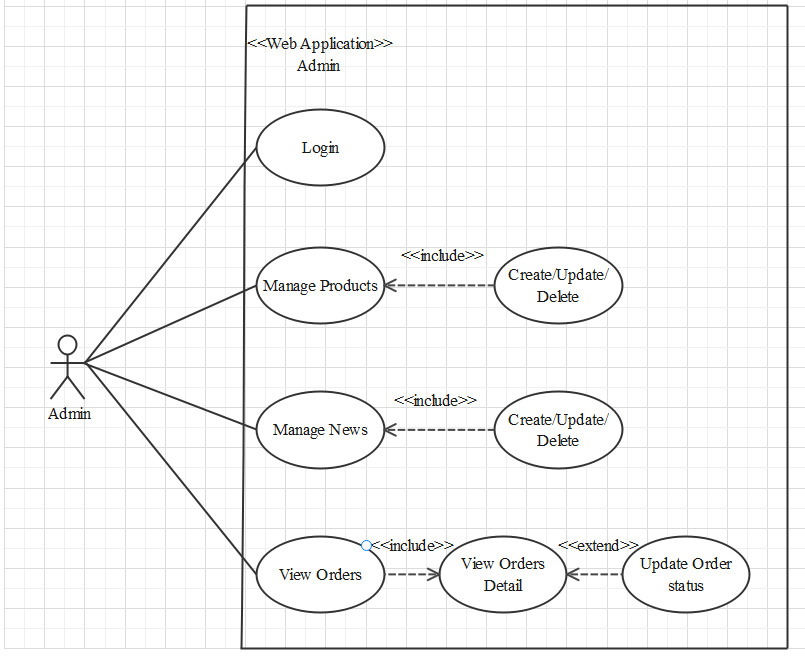 <<Web Application>>
Admin
Login
<<include>>
Manage Products
Create/Update/
Delete
Admin
<<include>>
Manage News
Create/Update/
Delete
<<include>>
<<extend>>
View Orders
View Orders
Detail
Update Order
status